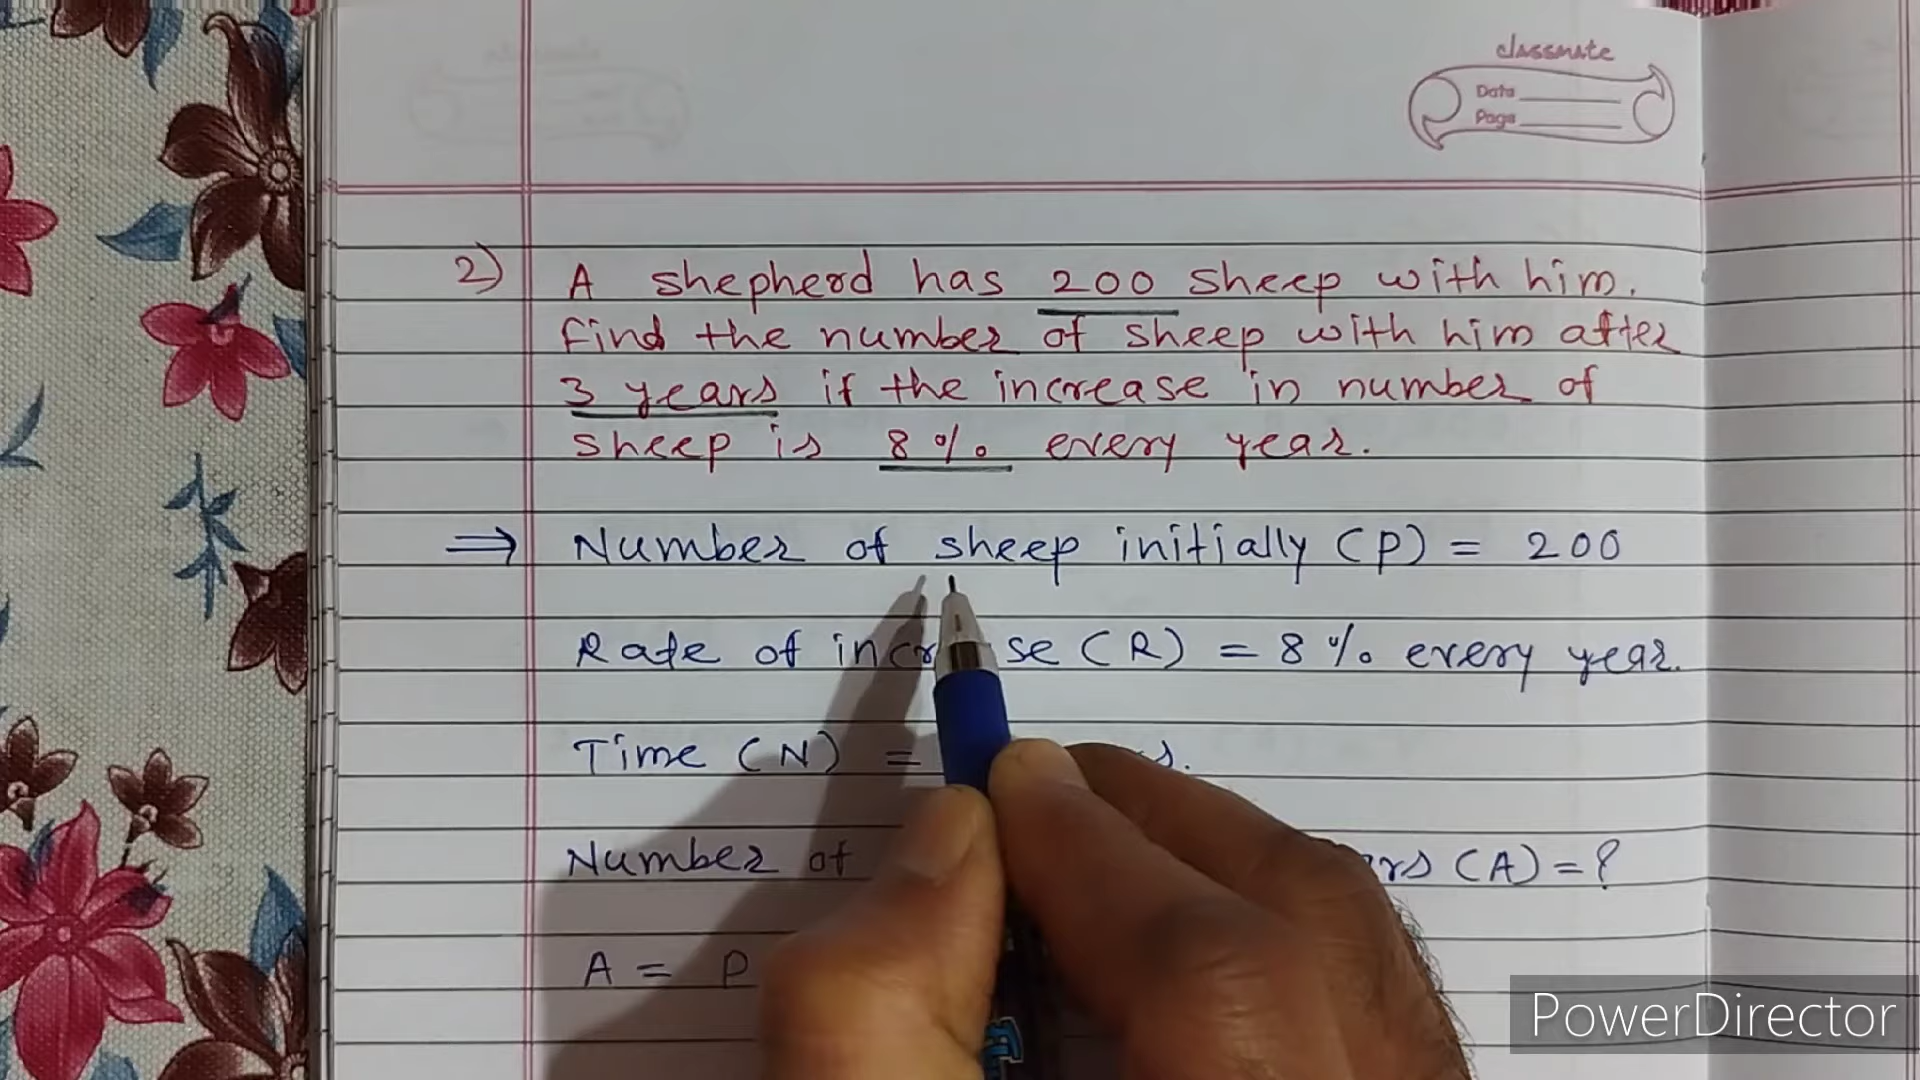 classmate
Date
Page
2) A shepherd has 200 sheep with him.
Find the number of sheep with him after
3 years if the increase in number of
sheep is 8% every year.
⇒ Number of sheep initially (P) = 200
Rate of (R) = 8% every year.
Time (N) =
Number of (A) = ?
A = P
PowerDirector